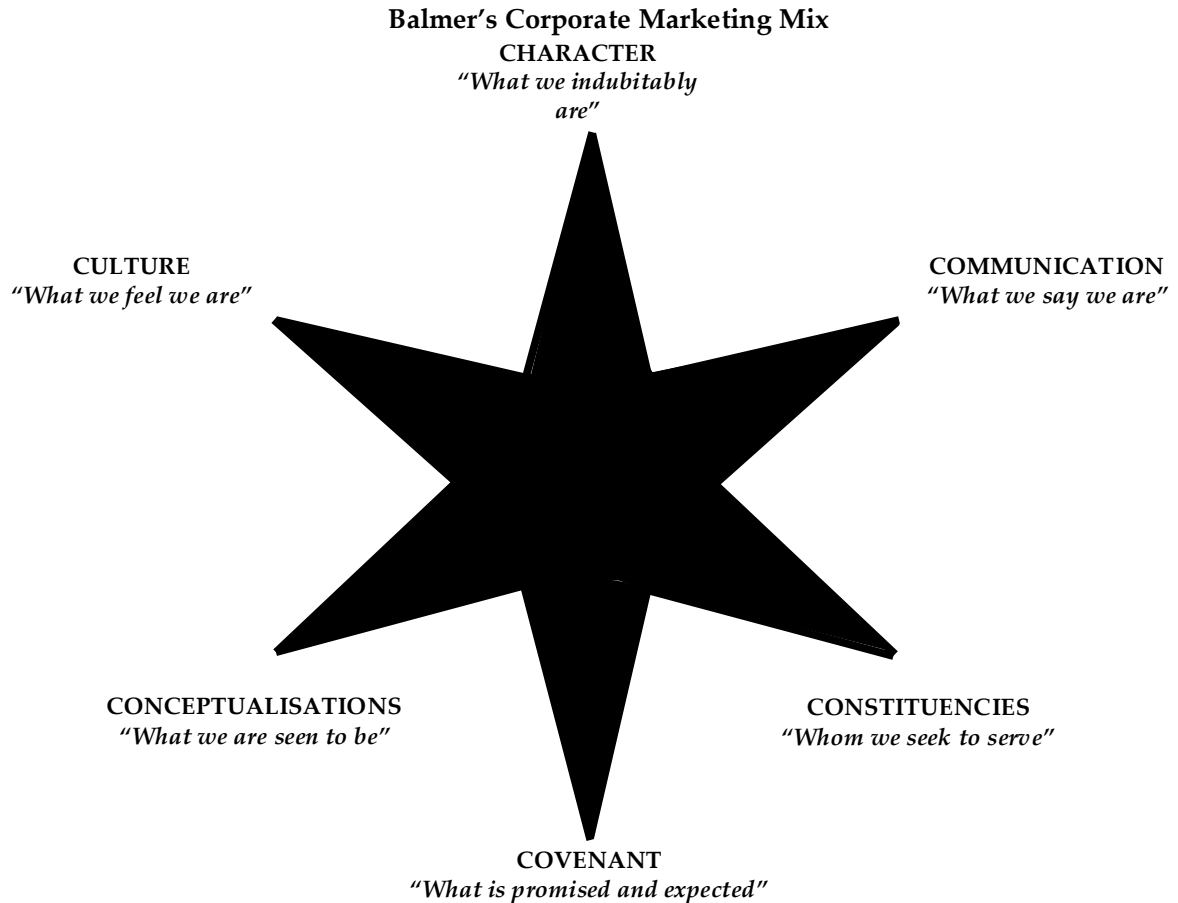 Balmer’s Corporate Marketing Mix
CHARACTER
“What we indubitably
are”
CULTURE
“What we feel we are”
COMMUNICATION
“What we say we are”
CONCEPTUALISATIONS
“What we are seen to be”
CONSTITUENCIES
“Whom we seek to serve”
COVENANT
“What is promised and expected”